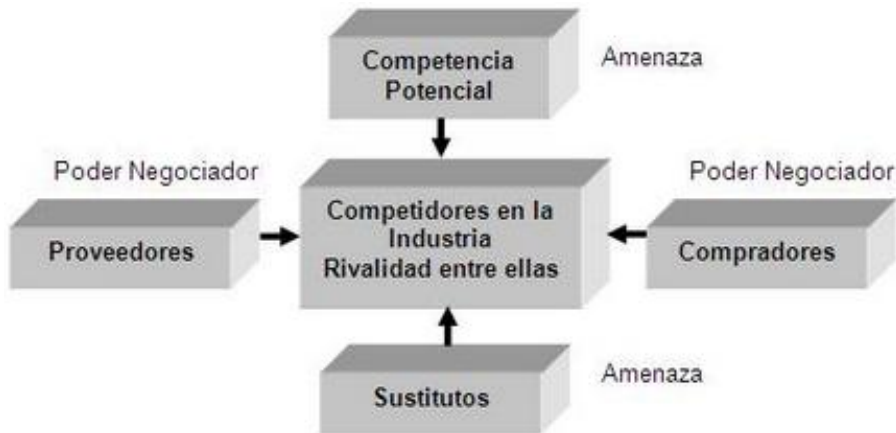 Competencia
Potencial
Amenaza
Poder Negociador
Poder Negociador
Proveedores
Competidores en la
Industria
Rivalidad entre ellas
Compradores
Sustitutos
Amenaza